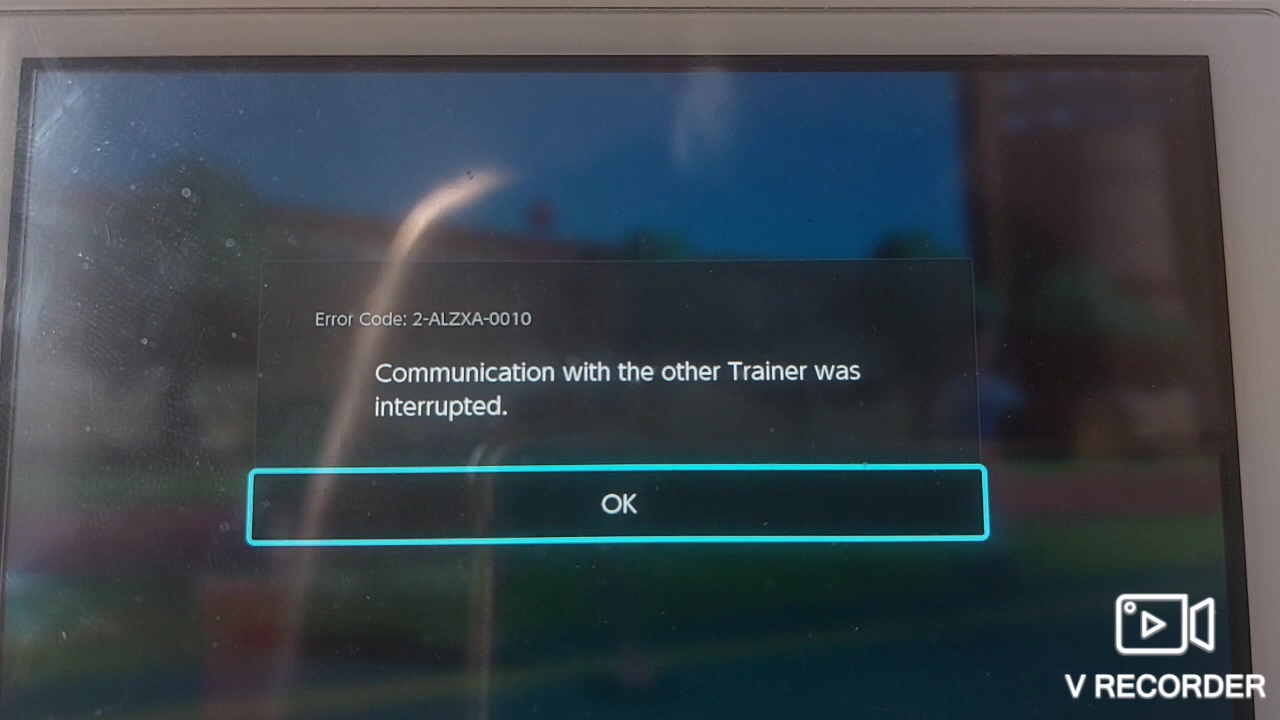 Error Code: 2-ALZXA-0010
Communication with the other Trainer was
interrupted.
OK
V RECORDER